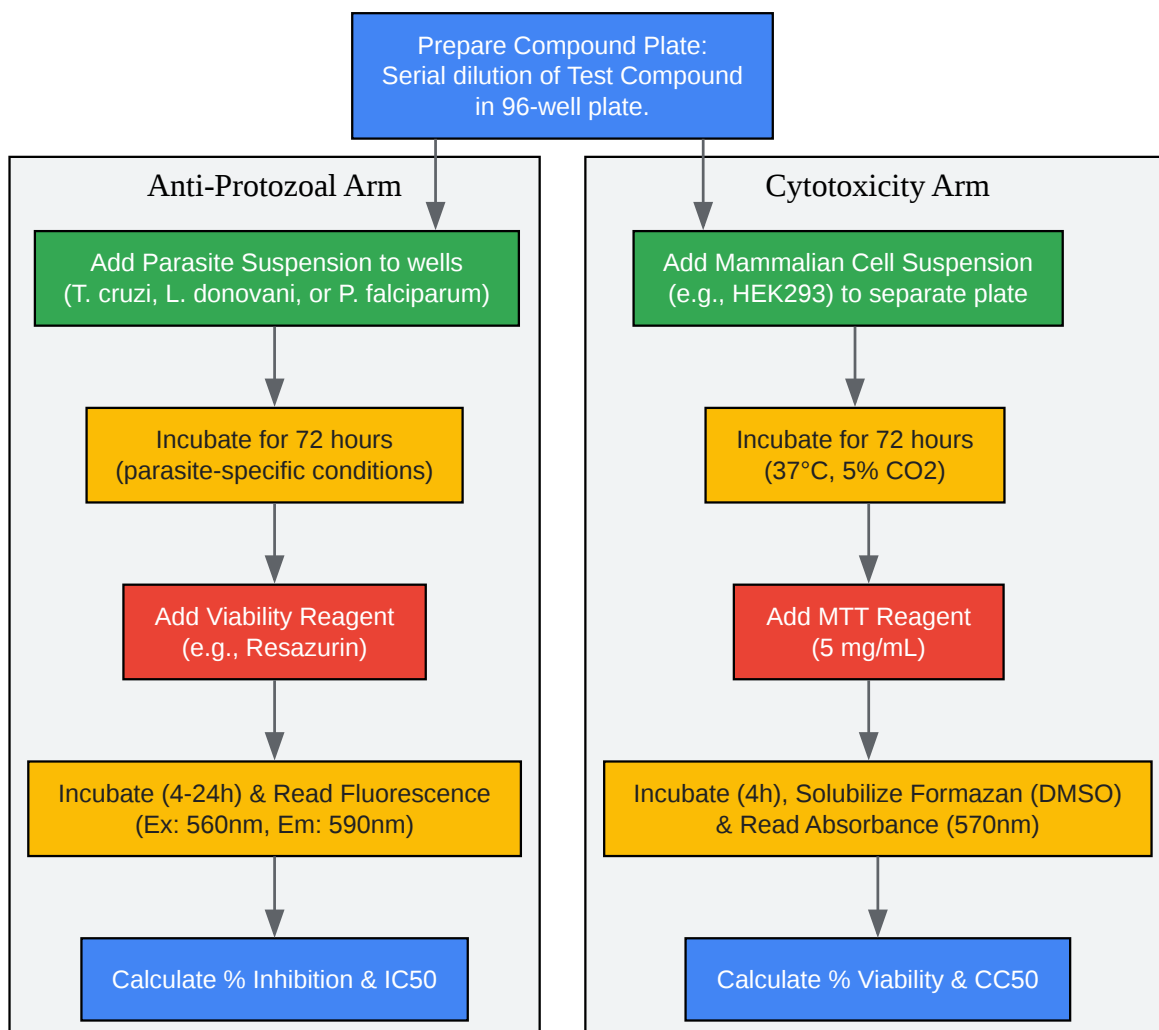 Prepare Compound Plate:
Serial dilution of Test Compound
in 96-well plate.
Anti-Protozoal Arm
Add Parasite Suspension to wells
(T. cruzi, L. donovani, or P. falciparum)
Incubate for 72 hours
(parasite-specific conditions)
Add Viability Reagent
(e.g., Resazurin)
Incubate (4-24h) & Read Fluorescence
(Ex: 560nm, Em: 590nm)
Calculate % Inhibition & IC50
Cytotoxicity Arm
Add Mammalian Cell Suspension
(e.g., HEK293) to separate plate
Incubate for 72 hours
(37°C, 5% CO2)
Add MTT Reagent
(5 mg/mL)
Incubate (4h), Solubilize Formazan (DMSO)
& Read Absorbance (570nm)
Calculate % Viability & CC50